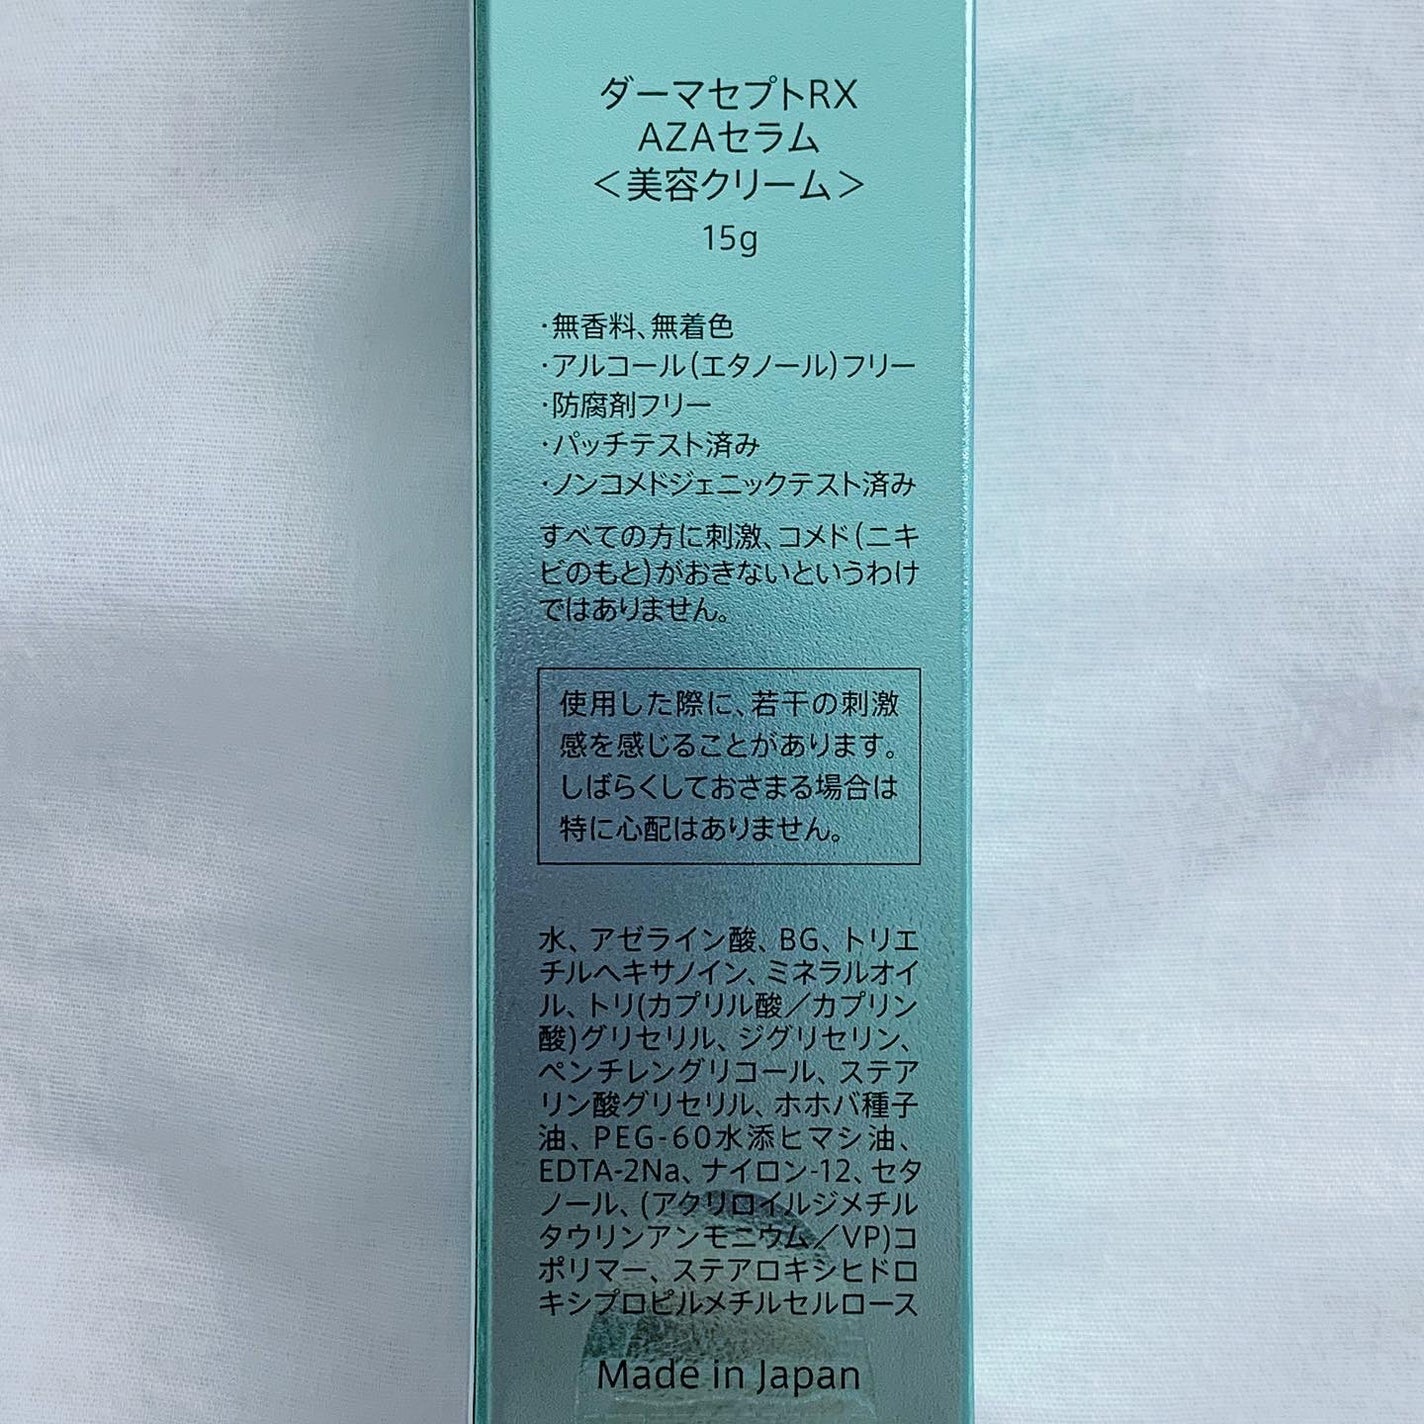 ダーマセプトRX
AZAセラム
＜美容クリーム＞
15g
・無香料、無着色
・アルコール(エタノール)フリー
・防腐剤フリー
・パッチテスト済み
・ノンコメドジェニックテスト済み
すべての方に刺激、コメド(ニキ
ビのもと)がおきないというわけ
ではありません。
使用した際に、若干の刺激
感を感じることがあります。
しばらくしておさまる場合は
特に心配はありません。
水、アゼライン酸、BG、トリエ
チルヘキサノイン、ミネラルオイ
ル、トリ(カプリル酸／カプリン
酸)グリセリル、ジグリセリン、
ペンチレングリコール、ステア
リン酸グリセリル、ホホバ種子
油、PEG-60水添ヒマシ油、
EDTA-2Na、ナイロン-12、セタ
ノール、(アクリロイルジメチル
タウリンアンモニウム／VP)コ
ポリマー、ステアロキシヒドロ
キシプロピルメチルセルロース
Made in Japan